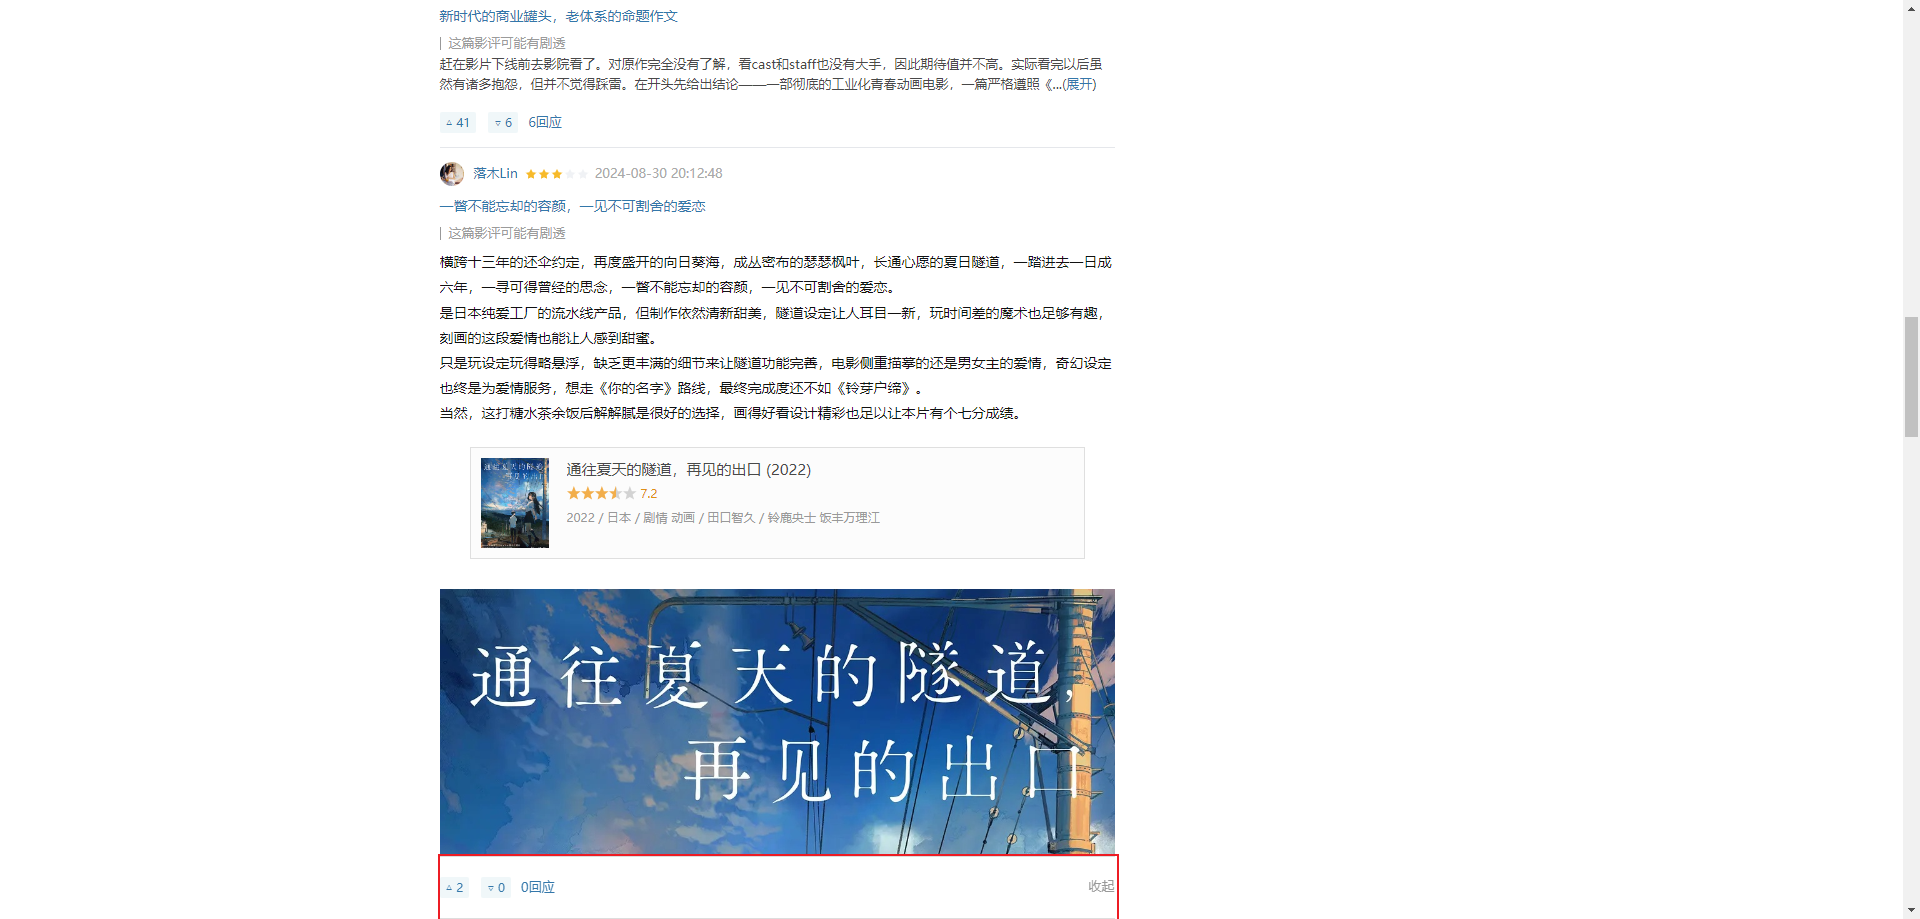 新时代的商业罐头，老体系的命题作文
这篇影评可能有剧透
赶在影片下线前去影院看了。对原作完全没有了解，看cast和staff也没有大手，因此期待值并不高。实际看完以后虽
然有诸多抱怨，但并不觉得踩雷。在开头先给出结论——一部彻底的工业化青春动画电影，一篇严格遵照《...(展开)
41 6 6回应
落木Lin 2024-08-30 20:12:48
一瞥不能忘却的容颜，一见不可割舍的爱恋
这篇影评可能有剧透
横跨十三年的还伞约定，再度盛开的向日葵海，成丛密布的瑟瑟枫叶，长通心愿的夏日隧道，一踏进去一日成
六年，一寻可得曾经的思念，一瞥不能忘却的容颜，一见不可割舍的爱恋。
是日本纯爱工厂的流水线产品，但制作依然清新甜美，隧道设定让人耳目一新，玩时间差的魔术也足够有趣，
刻画的这段爱情也能让人感到甜蜜。
只是玩设定玩得略悬浮，缺乏更丰满的细节来让隧道功能完善，电影侧重描摹的还是男女主的爱情，奇幻设定
也终是为爱情服务，想走《你的名字》路线，最终完成度还不如《铃芽户缔》。
当然，这打糖水茶余饭后解解腻是很好的选择，画得好看设计精彩也足以让本片有个七分成绩。
通往夏天的隧道
再见的出口
通往夏天的隧道，再见的出口 (2022)
7.2
2022 / 日本 / 剧情 动画 / 田口智久 / 铃鹿央士 饭丰万理江
通往夏天的隧道，
再见的出口
2 0 0回应 收起